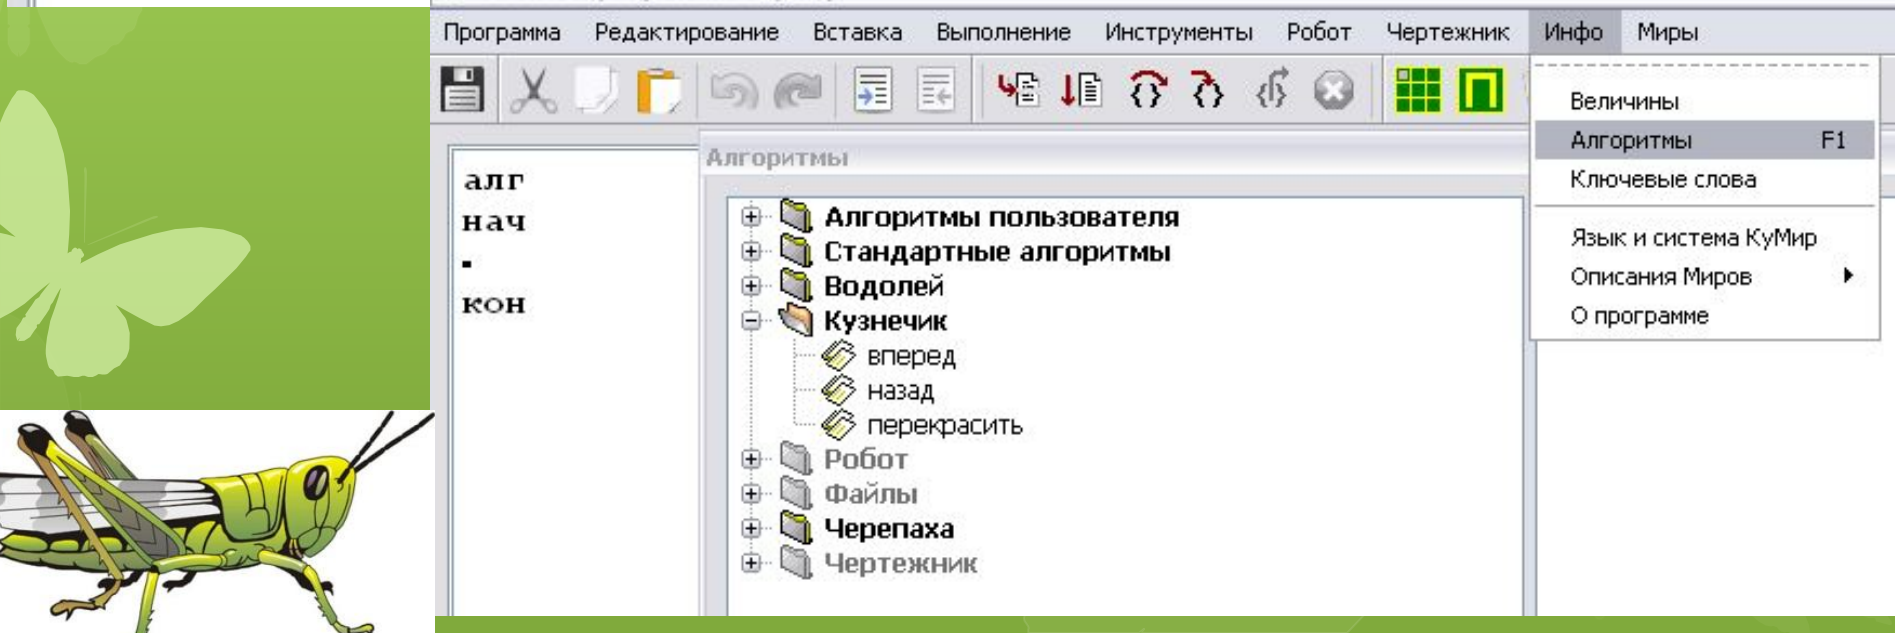 Программа Редактирование Вставка Выполнение Инструменты Робот Чертежник Инфо Миры
Величины
Алгоритмы F1
Ключевые слова
Язык и система КуМир
Описания Миров
О программе
алг
нач
кон
Алгоритмы
Алгоритмы пользователя
Стандартные алгоритмы
Водолей
Кузнечик
вперед
назад
перекрасить
Робот
Файлы
Черепаха
Чертежник